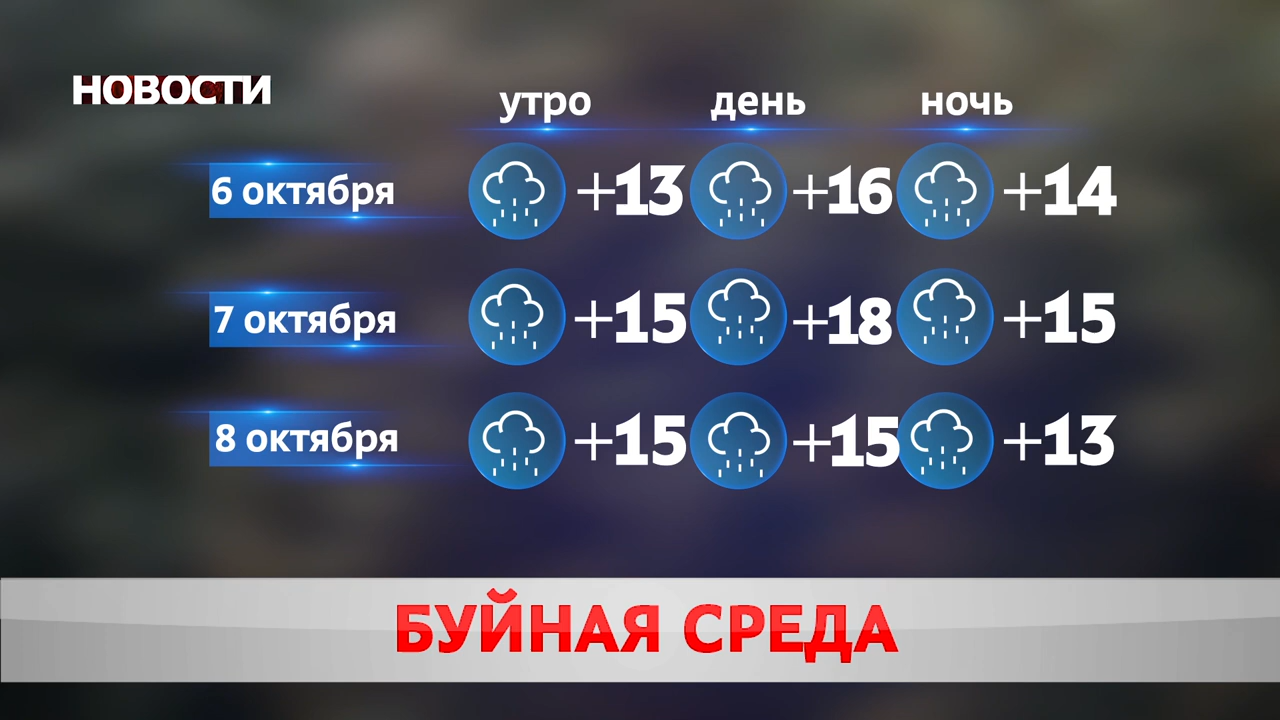 НОВОСТИ
утро день ночь
6 октября +13 +16 +14
7 октября +15 +18 +15
8 октября +15 +15 +13
БУЙНАЯ СРЕДА